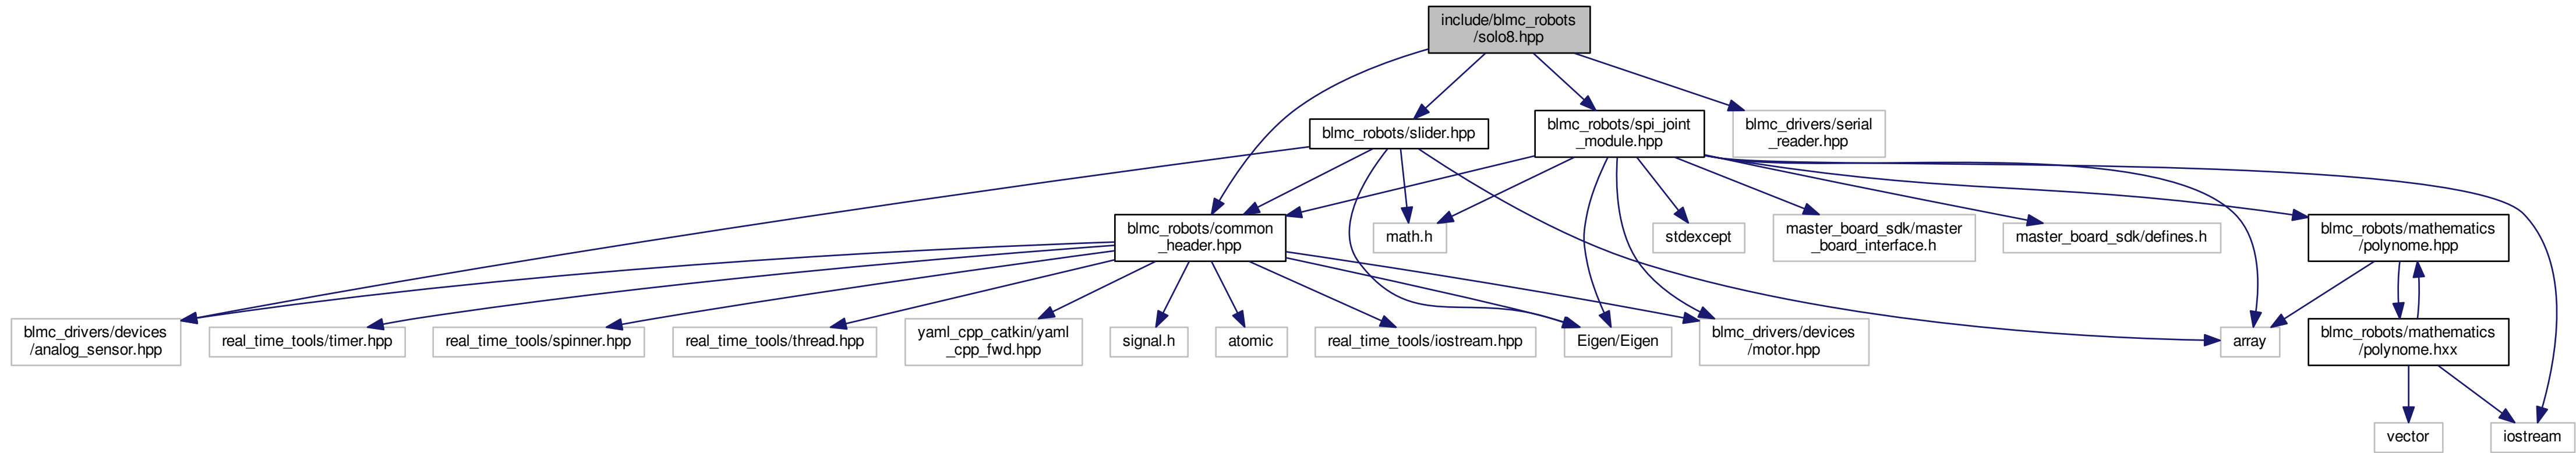 include/blmc_robots
/solo8.hpp
blmc_robots/slider.hpp
blmc_robots/spi_joint
_module.hpp
blmc_drivers/serial
_reader.hpp
blmc_robots/common
_header.hpp
math.h
stdexcept
master_board_sdk/master
_board_interface.h
master_board_sdk/defines.h
blmc_robots/mathematics
/polynome.hpp
blmc_drivers/devices
/analog_sensor.hpp
real_time_tools/timer.hpp
real_time_tools/spinner.hpp
real_time_tools/thread.hpp
yaml_cpp_catkin/yaml
_cpp_fwd.hpp
signal.h
atomic
real_time_tools/iostream.hpp
Eigen/Eigen
blmc_drivers/devices
/motor.hpp
array
blmc_robots/mathematics
/polynome.hxx
vector
iostream